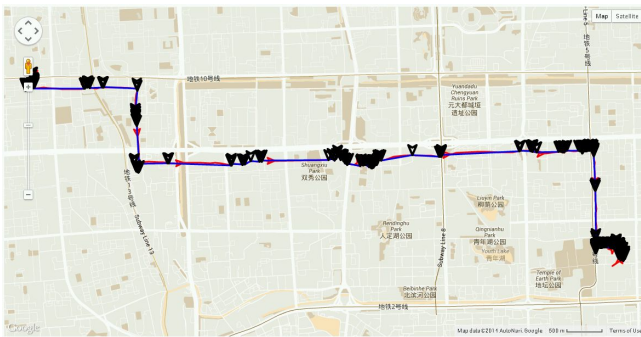 Map
Satellite
Subway Line 5
地铁5号线
地铁10号线
Yuandadu
Chengyuan
Ruins Park
元大都城垣
遗址公园
Shuangxiu
Park
双秀公园
地铁13号线
Subway Line 13
Subway Line 8
Liuyin Park
柳荫公园
Rendinghu
Park
人定湖公园
Qingnianhu
Park
青年湖公园
Youth Lake
青年湖
Temple of
Earth Park
地坛公园
Beibinhe Park
北滨河公园
地铁2号线
Google
Map data ©2014 AutoNavi, Google
500 m
Terms of Use